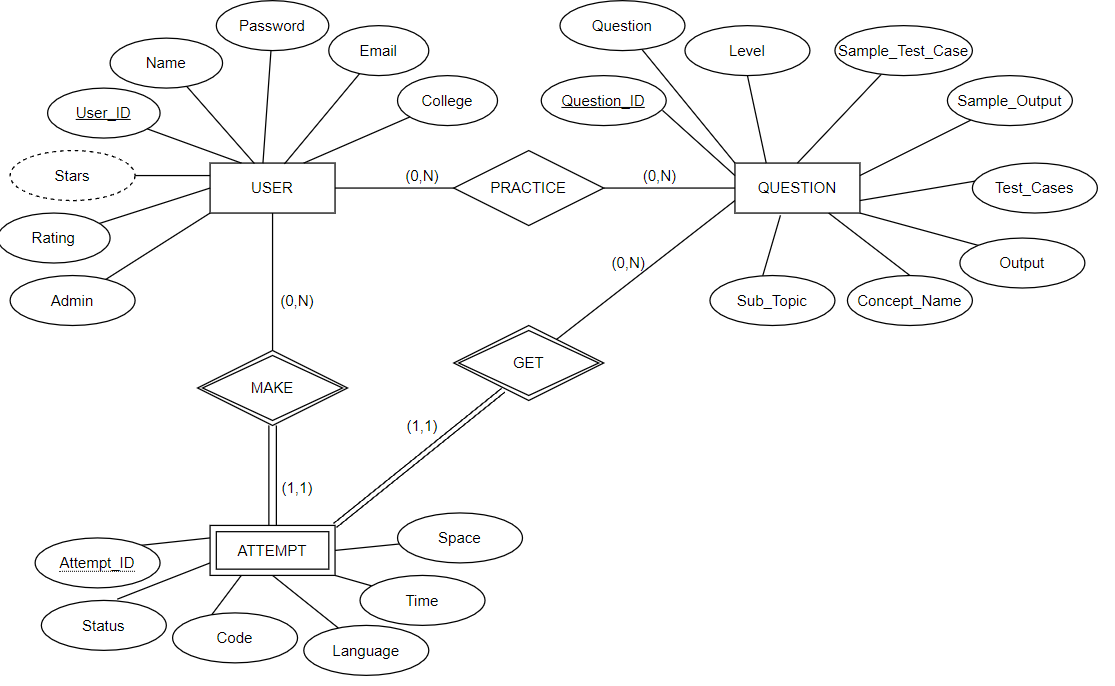 Password
Question
Name
Email
Level
Sample_Test_Case
User_ID
College
Question_ID
Sample_Output
Stars
USER
(0,N)
PRACTICE
(0,N)
QUESTION
Test_Cases
Rating
(0,N)
Output
Admin
(0,N)
Sub_Topic
Concept_Name
GET
MAKE
(1,1)
(1,1)
Space
ATTEMPT
Attempt_ID
Time
Status
Code
Language